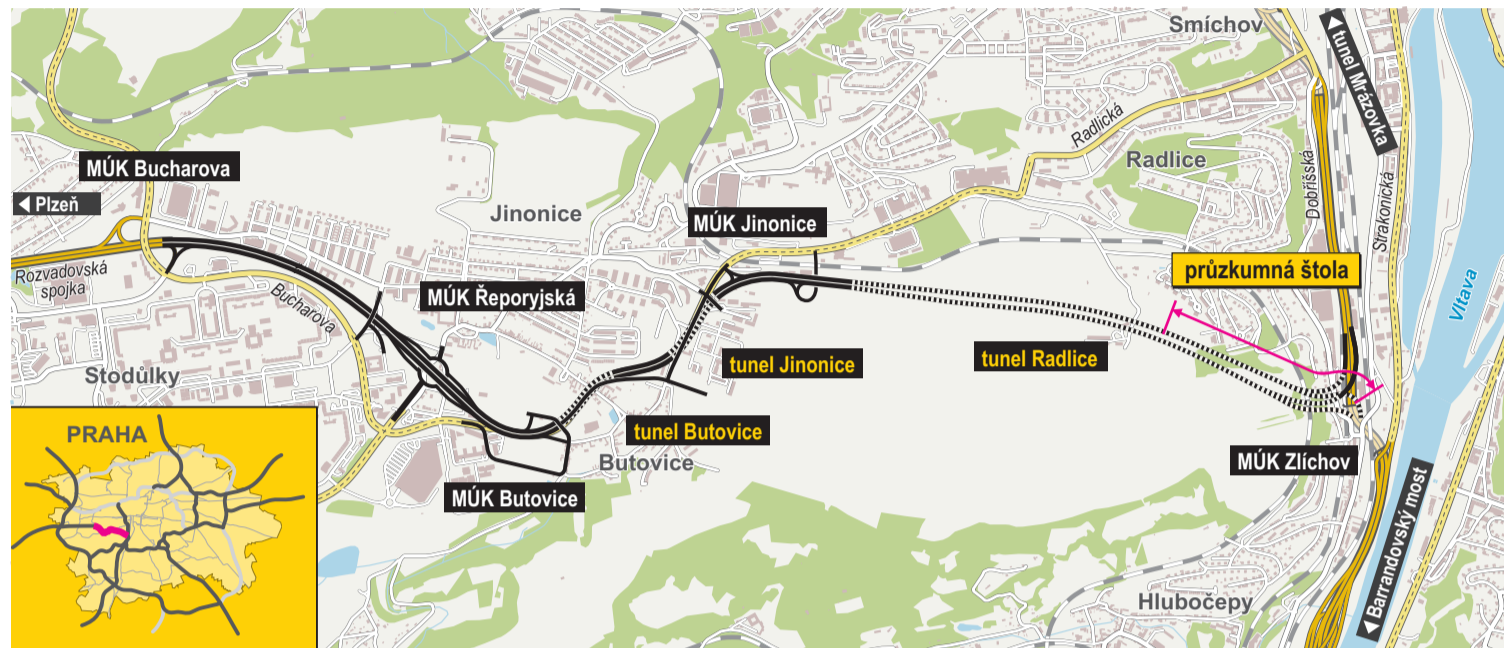 Smíchov
tunel Mrázovka
Radlická
Radlice
MÚK Bucharova
Plzeň
Jinonice
MÚK Jinonice
Dobříšská
Strakonická
Rozvadovská
spojka
Bucharova
MÚK Řeporyjská
průzkumná štola
Vltava
Stodůlky
tunel Jinonice
tunel Radlice
PRAHA
tunel Butovice
Butovice
MÚK Zlíchov
MÚK Butovice
Barrandovský most
Hlubočepy